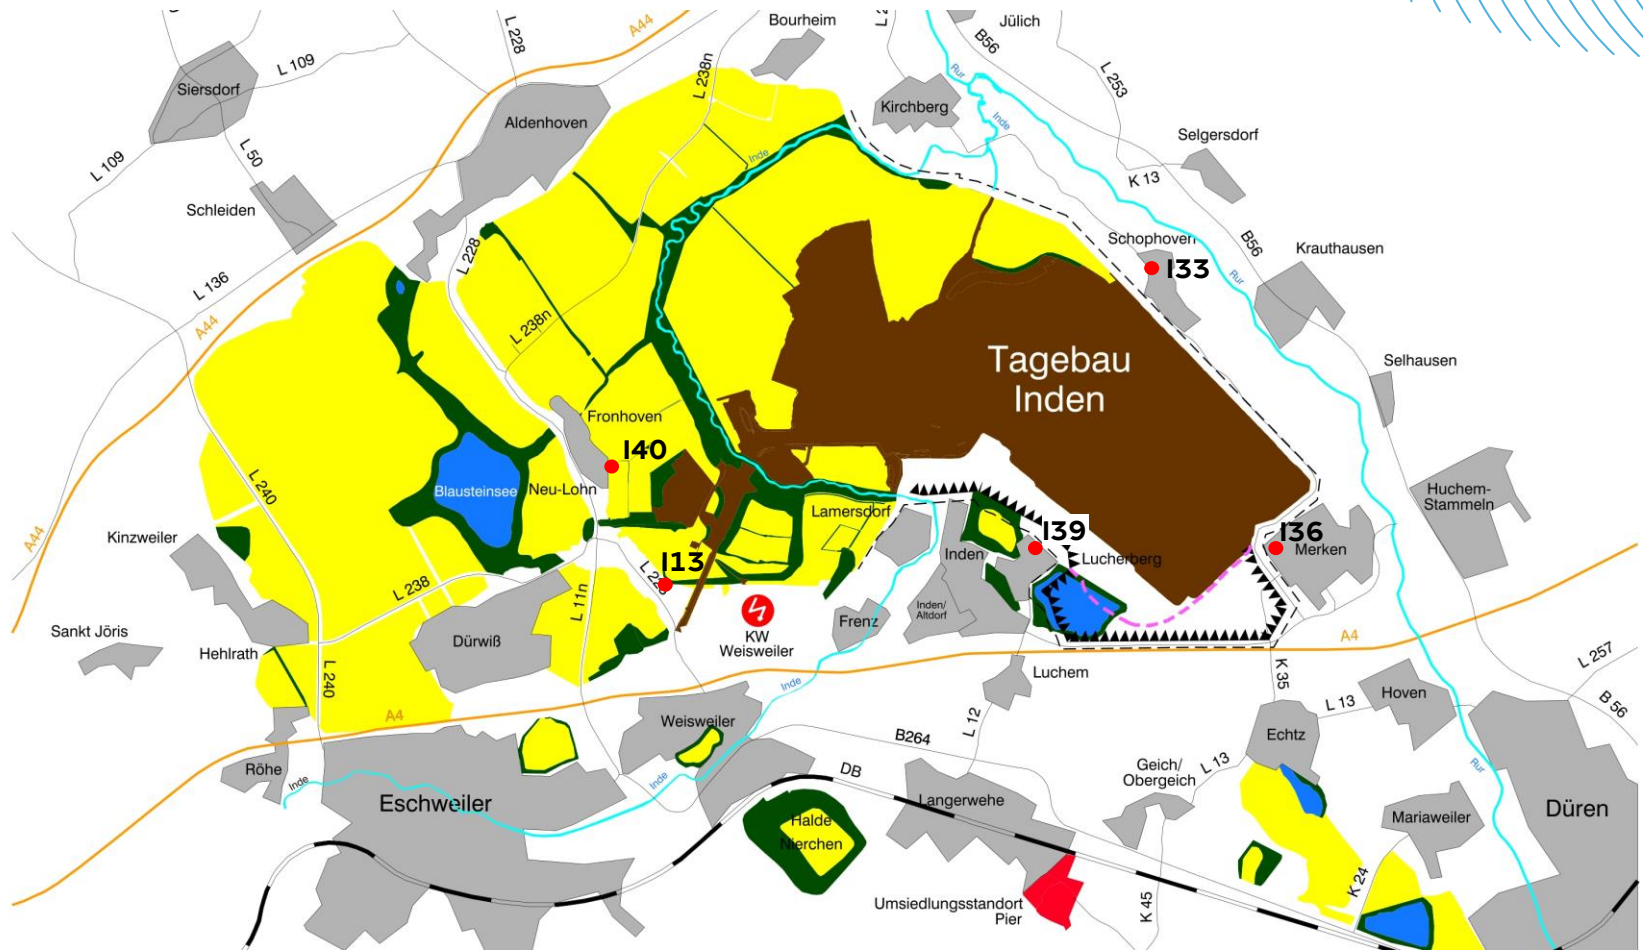 Bourheim
Jülich
A44
L 228
L 238n
B56
L 253
L 109
Siersdorf
Rur
Kirchberg
Aldenhoven
Inde
Selgersdorf
L 50
Inde
L 109
K 13
Schleiden
Schophoven
B56
Krauthausen
L 228
I33
L 136
Rur
A44
L 238n
Tagebau
Inden
Selhausen
Fronhoven
I40
L 240
Blausteinsee
Neu-Lohn
Huchem-
Stammeln
Lamersdorf
A44
Kinzweiler
I39
I36
Merken
Inden
Lucherberg
I13
L 238
L 11n
Inden/
Altdorf
KW
Weisweiler
Frenz
Sankt Jöris
Dürwiß
A4
Hehlrath
L 257
L 240
Luchem
K 35
Inde
Hoven
B 56
L 13
A4
Weisweiler
L 12
B264
Echtz
Röhe
Inde
Inde
DB
Geich/
Obergeich
L 13
Rur
Eschweiler
Langerwehe
Düren
Halde
Nierchen
Mariaweiler
K 24
Umsiedlungsstandort
Pier
K 45